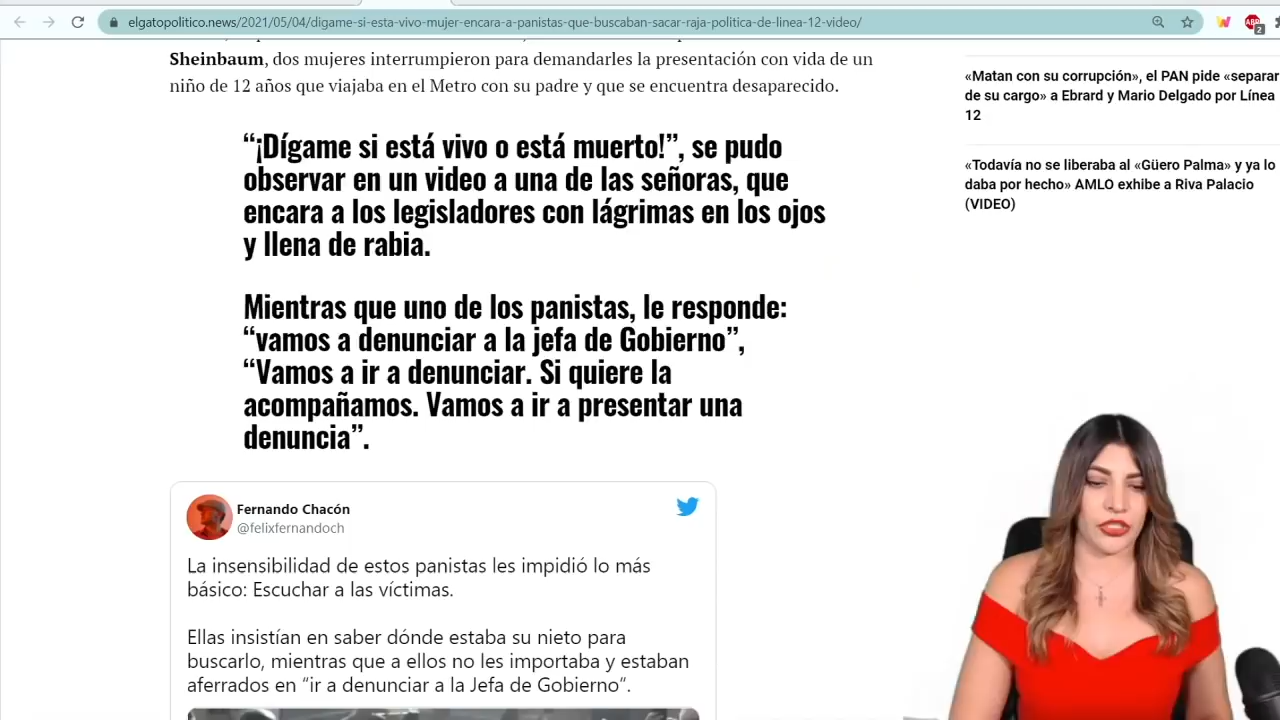 elgatopolitico.news/2021/05/04/digame-si-esta-vivo-mujer-encara-a-panistas-que-buscaban-sacar-raja-politica-de-linea-12-video/
Sheinbaum, dos mujeres interrumpieron para demandarles la presentación con vida de un
niño de 12 años que viajaba en el Metro con su padre y que se encuentra desaparecido.
“¡Dígame si está vivo o está muerto!”, se pudo
observar en un video a una de las señoras, que
encara a los legisladores con lágrimas en los ojos
y llena de rabia.
Mientras que uno de los panistas, le responde:
“vamos a denunciar a la jefa de Gobierno”,
“Vamos a ir a denunciar. Si quiere la
acompañamos. Vamos a ir a presentar una
denuncia”.
Fernando Chacón
@felixfernandoch
La insensibilidad de estos panistas les impidió lo más
básico: Escuchar a las víctimas.
Ellas insistían en saber dónde estaba su nieto para
buscarlo, mientras que a ellos no les importaba y estaban
aferrados en “ir a denunciar a la Jefa de Gobierno”.
«Matan con su corrupción», el PAN pide «separar
de su cargo» a Ebrard y Mario Delgado por Línea
12
«Todavía no se liberaba al «Güero Palma» y ya lo
daba por hecho» AMLO exhibe a Riva Palacio
(VIDEO)
ABP
2